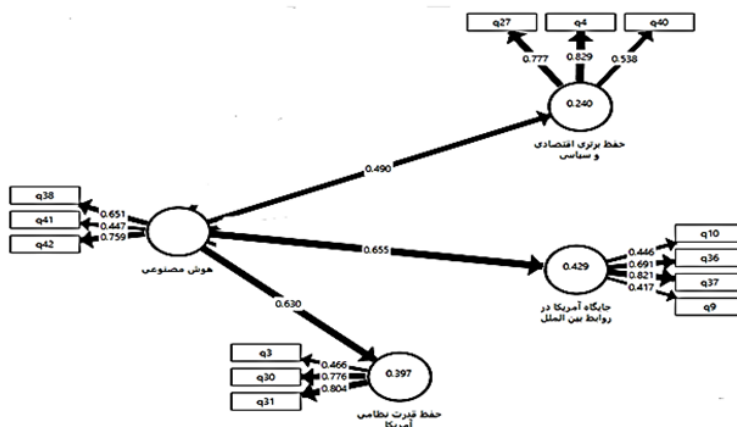 q27 q4 q40
0.777 0.829 0.538
0.240
حفظ برتری اقتصادی
و سیاسی
0.490
q38
q41
q42
0.651
0.447
0.759
هوش مصنوعی
0.655
q10
q36
q37
q9
0.446
0.691
0.821
0.417
0.429
جایگاه آمریکا در
روابط بین الملل
0.630
q3
q30
q31
0.466
0.776
0.804
0.397
حفظ قدرت نظامی
آمریکا